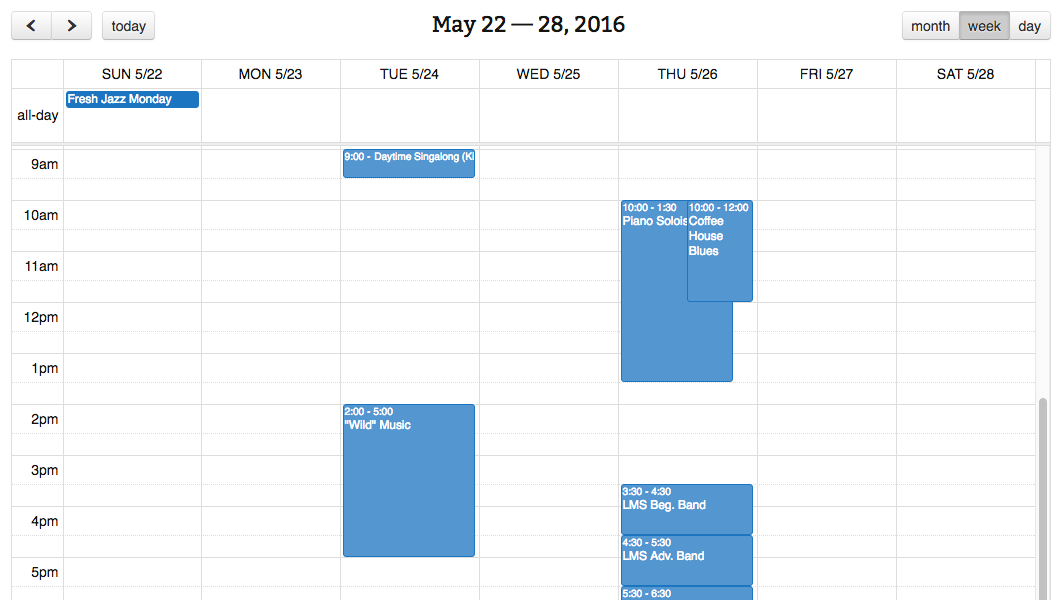 today
May 22 — 28, 2016
month week day
SUN 5/22 MON 5/23 TUE 5/24 WED 5/25 THU 5/26 FRI 5/27 SAT 5/28
all-day
Fresh Jazz Monday
9am
9:00 - Daytime Singalong (Ki
10am
10:00 - 1:30
Piano Solois
10:00 - 12:00
Coffee
House
Blues
11am
12pm
1pm
2pm
2:00 - 5:00
"Wild" Music
3pm
3:30 - 4:30
LMS Beg. Band
4pm
4:30 - 5:30
LMS Adv. Band
5pm
5:30 - 6:30